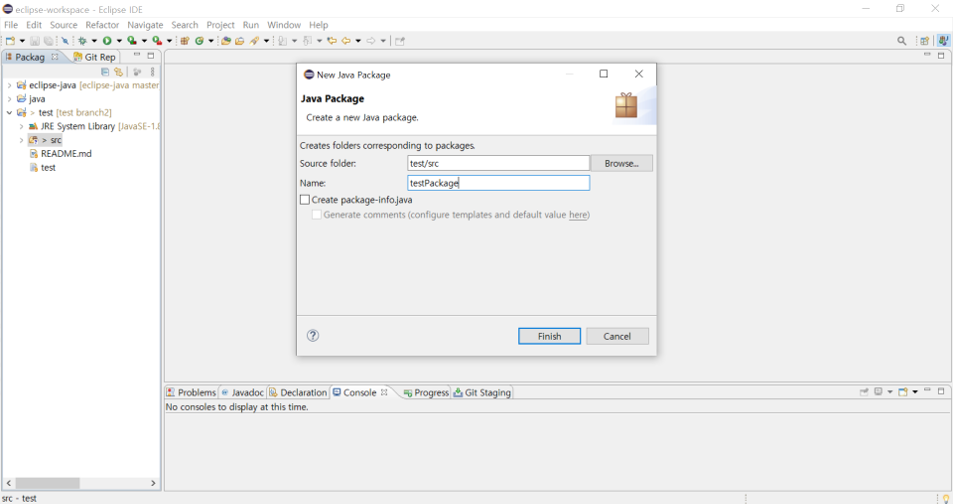 eclipse-workspace - Eclipse IDE
File Edit Source Refactor Navigate Search Project Run Window Help
Packag Git Rep
eclipse-java [eclipse-java master
java
> test [test branch2]
JRE System Library [JavaSE-1.8
> src
README.md
test
New Java Package
Java Package
Create a new Java package.
Creates folders corresponding to packages.
Source folder: test/src Browse...
Name: testPackage
Create package-info.java
Generate comments (configure templates and default value here)
Finish Cancel
Problems Javadoc Declaration Console Progress Git Staging
No consoles to display at this time.
src - test